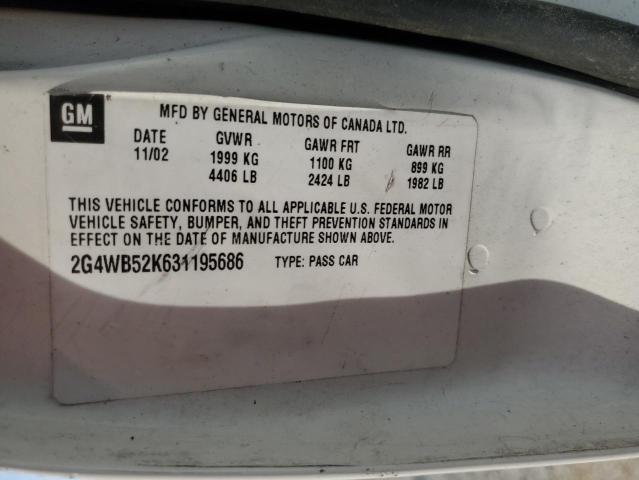 GM
MFD BY GENERAL MOTORS OF CANADA LTD.
DATE GVWR GAWR FRT GAWR RR
11/02 1999 KG 1100 KG 899 KG
4406 LB 2424 LB 1982 LB
THIS VEHICLE CONFORMS TO ALL APPLICABLE U.S. FEDERAL MOTOR
VEHICLE SAFETY, BUMPER, AND THEFT PREVENTION STANDARDS IN
EFFECT ON THE DATE OF MANUFACTURE SHOWN ABOVE.
2G4WB52K631195686 TYPE: PASS CAR